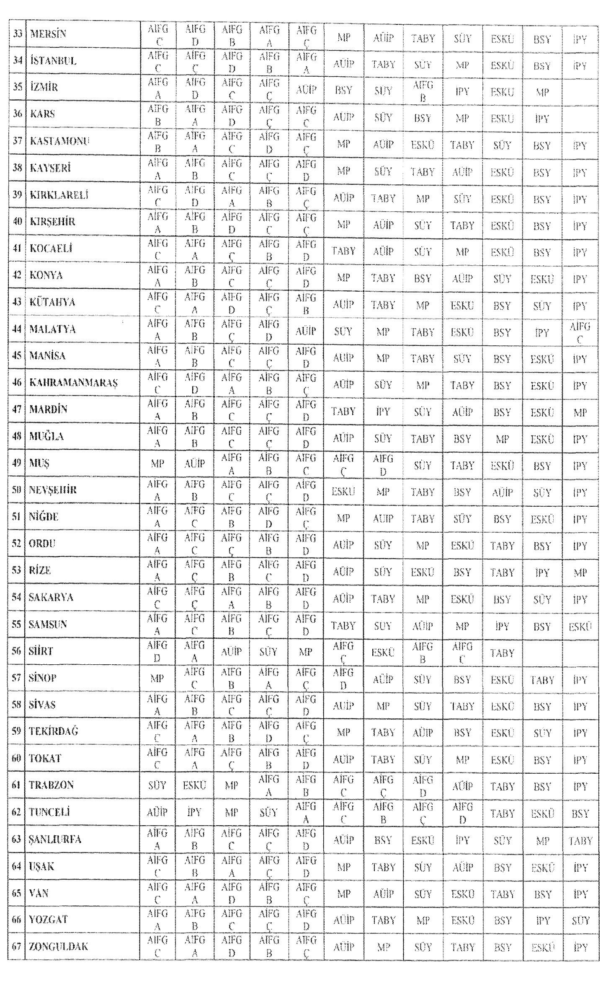 33 MERSİN AİFG C AİFG D AİFG B AİFG A AİFG Ç MP AÜİP TABY SÜY ESKÜ BSY İPY
34 İSTANBUL AİFG C AİFG Ç AİFG D AİFG B AİFG A AÜİP TABY SÜY MP ESKÜ BSY İPY
35 İZMİR AİFG A AİFG D AİFG C AİFG Ç AÜİP BSY SÜY AİFG B İPY ESKÜ MP
36 KARS AİFG B AİFG A AİFG D AİFG Ç AİFG C AÜİP SÜY BSY MP ESKÜ İPY
37 KASTAMONU AİFG B AİFG A AİFG C AİFG D AİFG Ç MP AÜİP ESKÜ TABY SÜY BSY İPY
38 KAYSERİ AİFG A AİFG B AİFG C AİFG Ç AİFG D MP SÜY TABY AÜİP ESKÜ BSY İPY
39 KIRKLARELİ AİFG C AİFG D AİFG A AİFG B AİFG Ç AÜİP TABY MP SÜY ESKÜ BSY İPY
40 KIRŞEHİR AİFG A AİFG B AİFG D AİFG C AİFG Ç MP AÜİP SÜY TABY ESKÜ BSY İPY
41 KOCAELİ AİFG C AİFG A AİFG Ç AİFG B AİFG D TABY AÜİP SÜY MP ESKÜ BSY İPY
42 KONYA AİFG A AİFG B AİFG C AİFG Ç AİFG D MP TABY BSY AÜİP SÜY ESKÜ İPY
43 KÜTAHYA AİFG C AİFG A AİFG D AİFG Ç AİFG B AÜİP TABY MP ESKÜ BSY SÜY İPY
44 MALATYA AİFG A AİFG B AİFG Ç AİFG D AÜİP SÜY MP TABY ESKÜ BSY İPY AİFG C
45 MANİSA AİFG A AİFG B AİFG C AİFG Ç AİFG D AÜİP MP TABY SÜY BSY ESKÜ İPY
46 KAHRAMANMARAŞ AİFG C AİFG D AİFG A AİFG B AİFG Ç AÜİP SÜY MP TABY BSY ESKÜ İPY
47 MARDİN AİFG A AİFG B AİFG C AİFG Ç AİFG D TABY İPY SÜY AÜİP BSY ESKÜ MP
48 MUĞLA AİFG A AİFG B AİFG C AİFG Ç AİFG D AÜİP SÜY TABY BSY MP ESKÜ İPY
49 MUŞ MP AÜİP AİFG A AİFG B AİFG C AİFG Ç AİFG D SÜY TABY ESKÜ BSY İPY
50 NEVŞEHİR AİFG A AİFG B AİFG C AİFG Ç AİFG D ESKÜ MP TABY BSY AÜİP SÜY İPY
51 NİĞDE AİFG A AİFG C AİFG B AİFG D AİFG Ç MP AÜİP TABY SÜY BSY ESKÜ İPY
52 ORDU AİFG A AİFG C AİFG Ç AİFG B AİFG D AÜİP SÜY MP ESKÜ TABY BSY İPY
53 RİZE AİFG A AİFG Ç AİFG B AİFG C AİFG D AÜİP SÜY ESKÜ BSY TABY İPY MP
54 SAKARYA AİFG C AİFG Ç AİFG A AİFG B AİFG D AÜİP TABY MP ESKÜ BSY SÜY İPY
55 SAMSUN AİFG A AİFG C AİFG B AİFG Ç AİFG D TABY SÜY AÜİP MP İPY BSY ESKÜ
56 SİİRT AİFG D AİFG A AÜİP SÜY MP AİFG Ç ESKÜ AİFG B AİFG C TABY
57 SİNOP MP AİFG C AİFG B AİFG A AİFG Ç AİFG D AÜİP SÜY BSY ESKÜ TABY İPY
58 SİVAS AİFG A AİFG B AİFG C AİFG Ç AİFG D AÜİP MP SÜY TABY ESKÜ BSY İPY
59 TEKİRDAĞ AİFG C AİFG A AİFG B AİFG D AİFG Ç MP TABY AÜİP BSY ESKÜ SÜY İPY
60 TOKAT AİFG C AİFG A AİFG Ç AİFG B AİFG D AÜİP TABY SÜY MP ESKÜ BSY İPY
61 TRABZON SÜY ESKÜ MP AİFG A AİFG B AİFG C AİFG Ç AİFG D AÜİP TABY BSY İPY
62 TUNCELİ AÜİP İPY MP SÜY AİFG A AİFG C AİFG B AİFG Ç AİFG D TABY ESKÜ BSY
63 ŞANLIURFA AİFG A AİFG B AİFG C AİFG Ç AİFG D AÜİP BSY ESKÜ İPY SÜY MP TABY
64 UŞAK AİFG C AİFG B AİFG A AİFG Ç AİFG D MP TABY SÜY AÜİP BSY ESKÜ İPY
65 VAN AİFG C AİFG A AİFG D AİFG B AİFG Ç MP AÜİP SÜY ESKÜ TABY BSY İPY
66 YOZGAT AİFG A AİFG B AİFG C AİFG Ç AİFG D AÜİP TABY MP ESKÜ BSY İPY SÜY
67 ZONGULDAK AİFG C AİFG A AİFG D AİFG B AİFG Ç AÜİP MP SÜY TABY BSY ESKÜ İPY